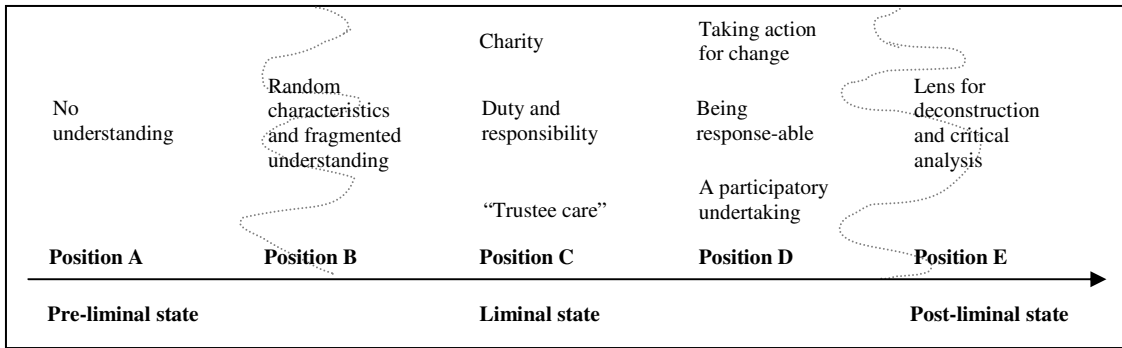 No
understanding
Random
characteristics
and fragmented
understanding
Charity
Duty and
responsibility
“Trustee care”
Taking action
for change
Being
response-able
A participatory
undertaking
Lens for
deconstruction
and critical
analysis
Position A
Position B
Position C
Position D
Position E
Pre-liminal state
Liminal state
Post-liminal state